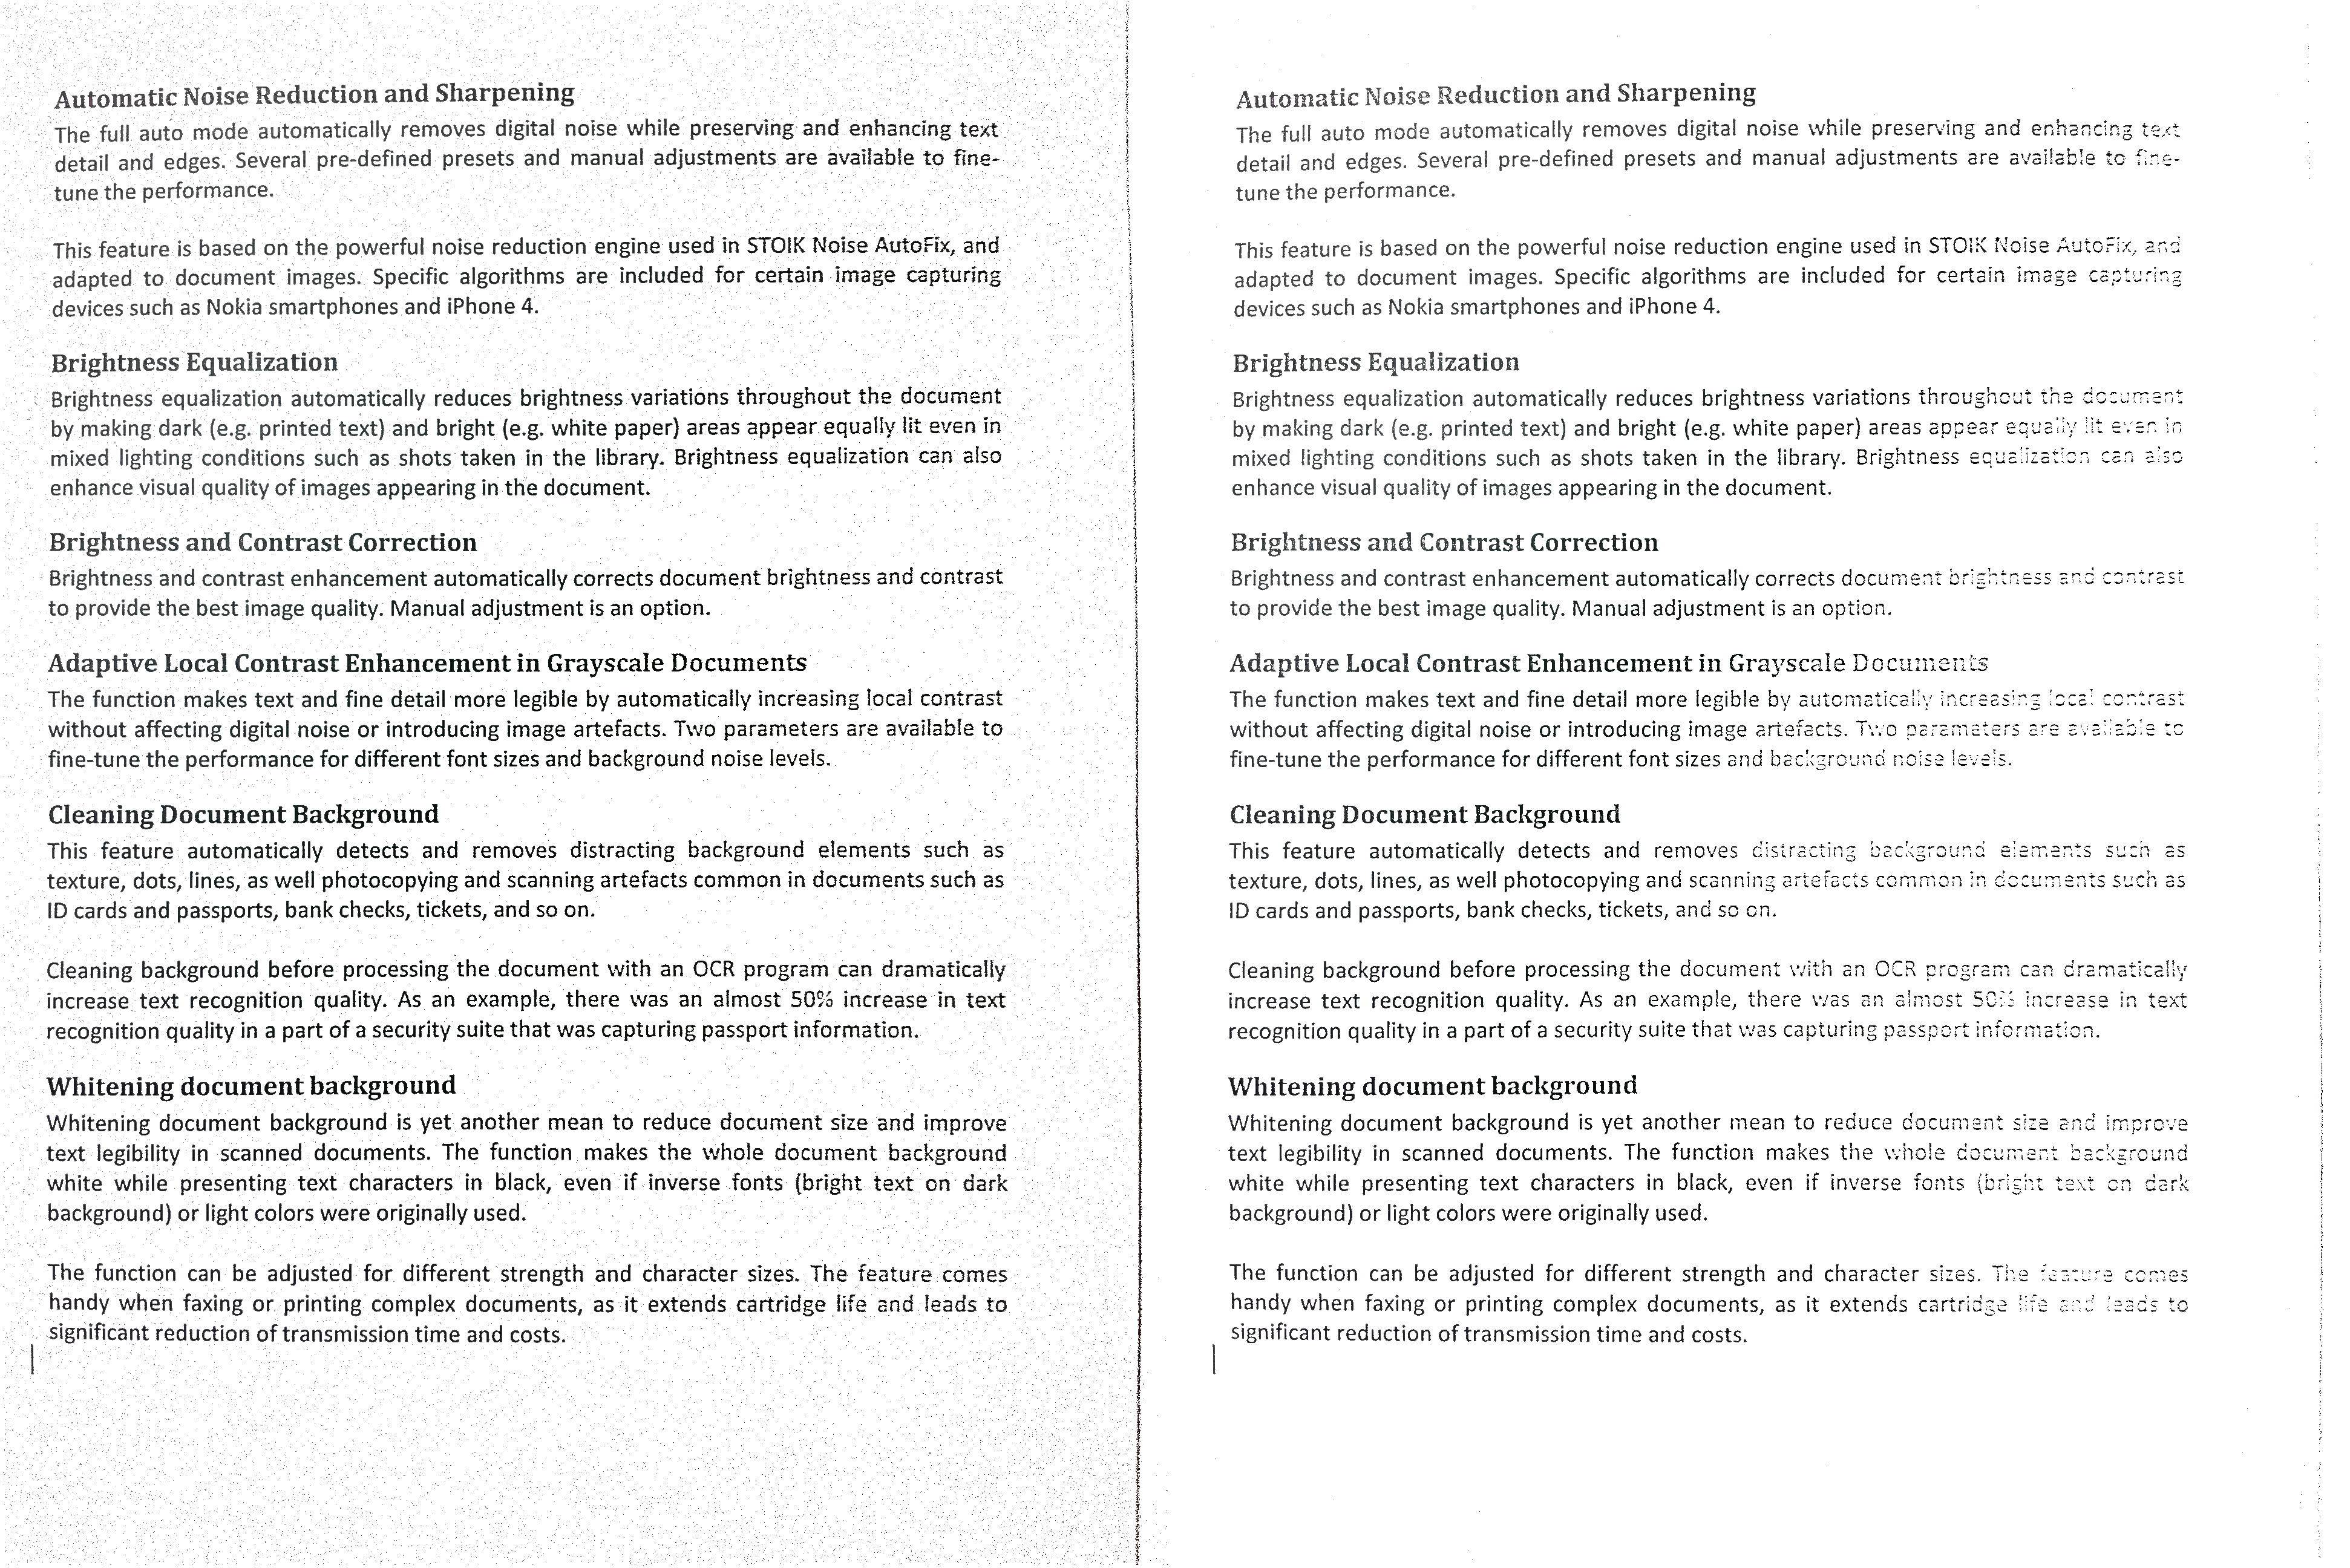 Automatic Noise Reduction and Sharpening
The full auto mode automatically removes digital noise while preserving and enhancing text
detail and edges. Several pre-defined presets and manual adjustments are available to fine-
tune the performance.
This feature is based on the powerful noise reduction engine used in STOIK Noise AutoFix, and
adapted to document images. Specific algorithms are included for certain image capturing
devices such as Nokia smartphones and iPhone 4.
Brightness Equalization
Brightness equalization automatically reduces brightness variations throughout the document
by making dark (e.g. printed text) and bright (e.g. white paper) areas appear equally lit even in
mixed lighting conditions such as shots taken in the library. Brightness equalization can also
enhance visual quality of images appearing in the document.
Brightness and Contrast Correction
Brightness and contrast enhancement automatically corrects document brightness and contrast
to provide the best image quality. Manual adjustment is an option.
Adaptive Local Contrast Enhancement in Grayscale Documents
The function makes text and fine detail more legible by automatically increasing local contrast
without affecting digital noise or introducing image artefacts. Two parameters are available to
fine-tune the performance for different font sizes and background noise levels.
Cleaning Document Background
This feature automatically detects and removes distracting background elements such as
texture, dots, lines, as well photocopying and scanning artefacts common in documents such as
ID cards and passports, bank checks, tickets, and so on.
Cleaning background before processing the document with an OCR program can dramatically
increase text recognition quality. As an example, there was an almost 50% increase in text
recognition quality in a part of a security suite that was capturing passport information.
Whitening document background
Whitening document background is yet another mean to reduce document size and improve
text legibility in scanned documents. The function makes the whole document background
white while presenting text characters in black, even if inverse fonts (bright text on dark
background) or light colors were originally used.
The function can be adjusted for different strength and character sizes. The feature comes
handy when faxing or printing complex documents, as it extends cartridge life and leads to
significant reduction of transmission time and costs.
Automatic Noise Reduction and Sharpening
The full auto mode automatically removes digital noise while preserving and enhancing text
detail and edges. Several pre-defined presets and manual adjustments are available to fine-
tune the performance.
This feature is based on the powerful noise reduction engine used in STOIK Noise AutoFix, and
adapted to document images. Specific algorithms are included for certain image capturing
devices such as Nokia smartphones and iPhone 4.
Brightness Equalization
Brightness equalization automatically reduces brightness variations throughout the document
by making dark (e.g. printed text) and bright (e.g. white paper) areas appear equally lit even in
mixed lighting conditions such as shots taken in the library. Brightness equalization can also
enhance visual quality of images appearing in the document.
Brightness and Contrast Correction
Brightness and contrast enhancement automatically corrects document brightness and contrast
to provide the best image quality. Manual adjustment is an option.
Adaptive Local Contrast Enhancement in Grayscale Documents
The function makes text and fine detail more legible by automatically increasing local contrast
without affecting digital noise or introducing image artefacts. Two parameters are available to
fine-tune the performance for different font sizes and background noise levels.
Cleaning Document Background
This feature automatically detects and removes distracting background elements such as
texture, dots, lines, as well photocopying and scanning artefacts common in documents such as
ID cards and passports, bank checks, tickets, and so on.
Cleaning background before processing the document with an OCR program can dramatically
increase text recognition quality. As an example, there was an almost 50% increase in text
recognition quality in a part of a security suite that was capturing passport information.
Whitening document background
Whitening document background is yet another mean to reduce document size and improve
text legibility in scanned documents. The function makes the whole document background
white while presenting text characters in black, even if inverse fonts (bright text on dark
background) or light colors were originally used.
The function can be adjusted for different strength and character sizes. The feature comes
handy when faxing or printing complex documents, as it extends cartridge life and leads to
significant reduction of transmission time and costs.